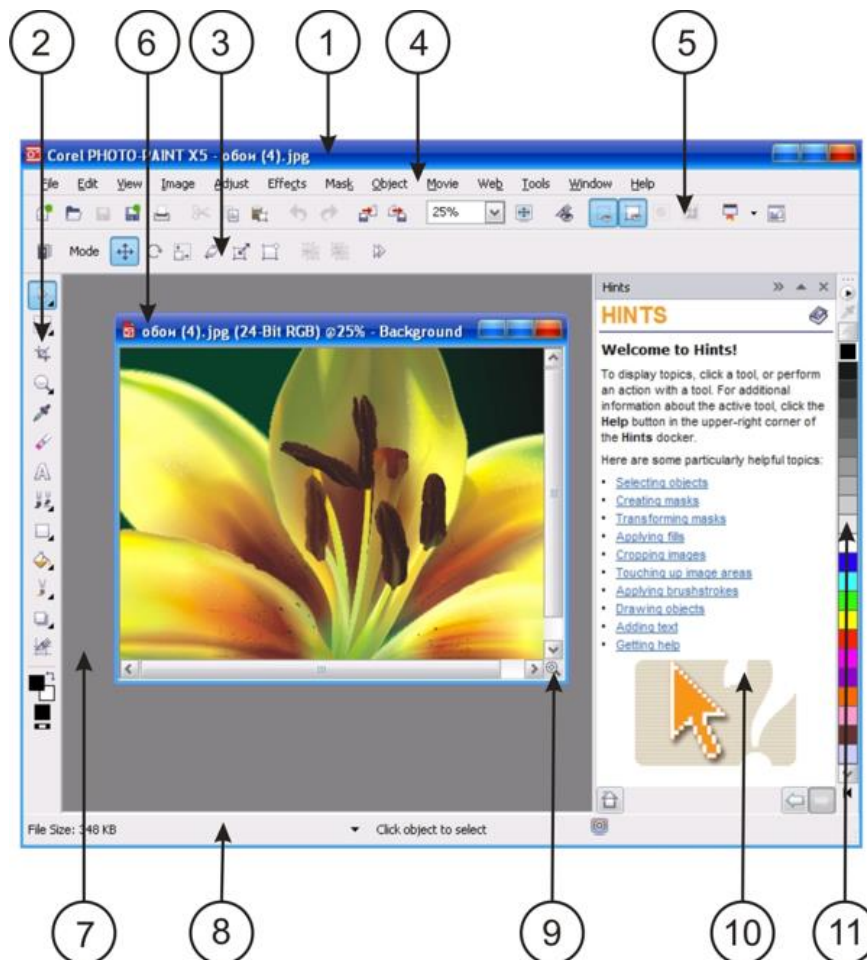 2
6
3
1
4
5
Corel PHOTO-PAINT X5 - обои (4).jpg
File Edit View Image Adjust Effects Mask Object Movie Web Tools Window Help
25%
Mode
Hints
обои (4).jpg (24-Bit RGB) @25% - Background
HINTS
Welcome to Hints!
To display topics, click a tool, or perform
an action with a tool. For additional
information about the active tool, click the
Help button in the upper-right corner of
the Hints docker.
Here are some particularly helpful topics:
• Selecting objects
• Creating masks
• Transforming masks
• Applying fills
• Cropping images
• Touching up image areas
• Applying brushstrokes
• Drawing objects
• Adding text
• Getting help
File Size: 348 KB
Click object to select
7
8
9
10
11